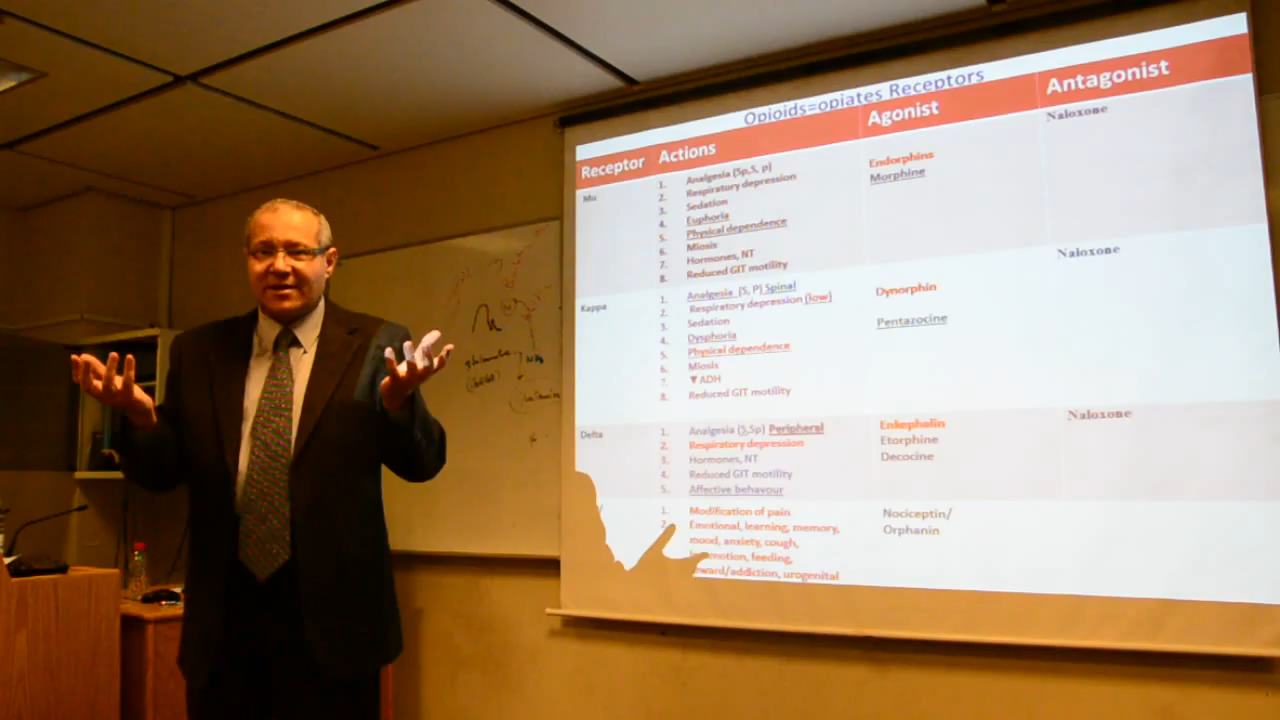 Opioids=opiates Receptors
Receptor Actions Agonist Antagonist
Mu
1. Analgesia (Sp,S, p)
2. Respiratory depression
3. Sedation
4. Euphoria
5. Physical dependence
6. Miosis
7. Hormones, NT
8. Reduced GIT motility
Endorphins
Morphine
Naloxone
Kappa
1. Analgesia (S, P) Spinal
2. Respiratory depression (low)
3. Sedation
4. Dysphoria
5. Physical dependence
6. Miosis
7. ▼ADH
8. Reduced GIT motility
Dynorphin
Pentazocine
Naloxone
Delta
1. Analgesia (S,Sp) Peripheral
2. Respiratory depression
3. Hormones, NT
4. Reduced GIT motility
5. Affective behavour
Enkephalin
Etorphine
Decocine
Naloxone
1. Modification of pain
2. Emotional, learning, memory,
mood, anxiety, cough,
feeding,
urogenital
Nociceptin/
Orphanin